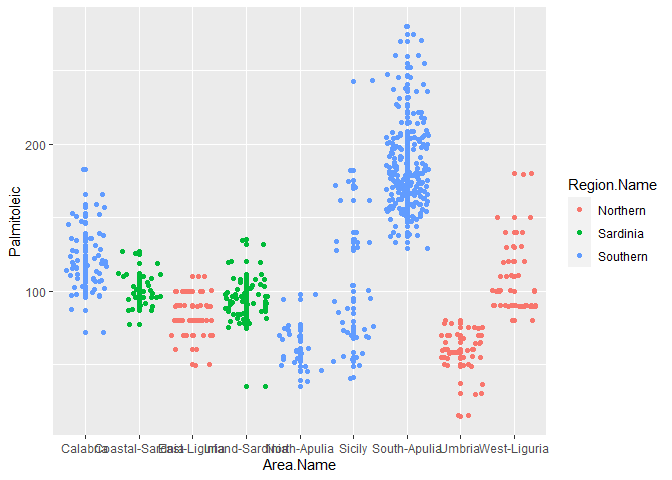 200
100
Palmitoleic
Calabria Coastal-Sardinia East-Liguria Inland-Sardinia North-Apulia Sicily South-Apulia Umbria West-Liguria
Area.Name
Region.Name
Northern
Sardinia
Southern